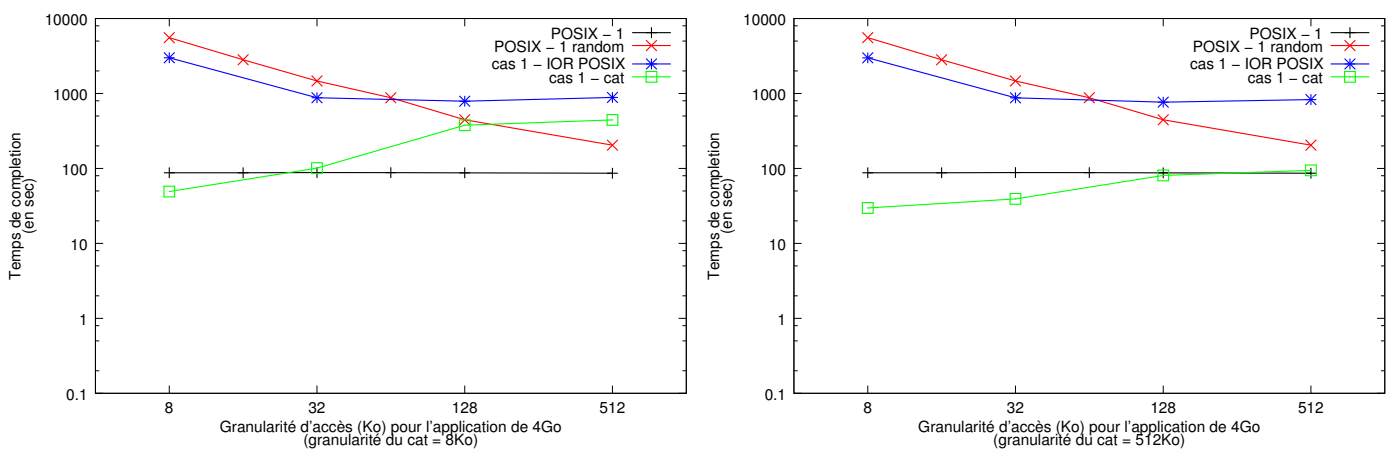 10000
1000
100
10
1
0.1
8
32
128
512
Temps de completion
(en sec)
Granularité d'accès (Ko) pour l'application de 4Go
(granularité du cat = 8Ko)
POSIX − 1
POSIX − 1 random
cas 1 − IOR POSIX
cas 1 − cat
10000
1000
100
10
1
0.1
8
32
128
512
Temps de completion
(en sec)
Granularité d'accès (Ko) pour l'application de 4Go
(granularité du cat = 512Ko)
POSIX − 1
POSIX − 1 random
cas 1 − IOR POSIX
cas 1 − cat